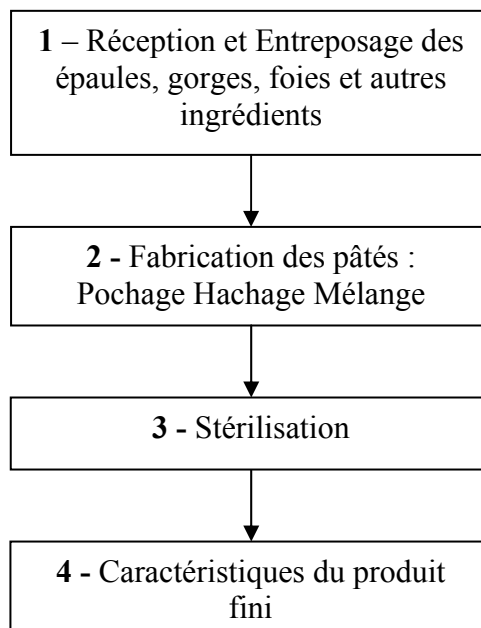 1 – Réception et Entreposage des
épaules, gorges, foies et autres
ingrédients
2 - Fabrication des pâtés :
Pochage Hachage Mélange
3 - Stérilisation
4 - Caractéristiques du produit
fini